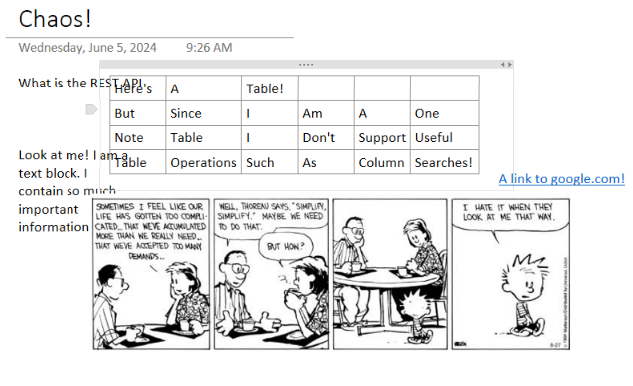 Chaos!
Wednesday, June 5, 2024 9:26 AM
What is the REST API
Here's A Table!
But Since I Am A One
Note Table I Don't Support Useful
Table Operations Such As Column Searches!
Look at me! I am a
text block. I
contain so much
important
information
A link to google.com!
SOMETIMES I FEEL LIKE OUR
LIFE HAS GOTTEN TOO COMPLI-
CATED... THAT WE'VE ACCUMULATED
MORE THAN WE REALLY NEED...
THAT WE'VE ACCEPTED TOO MANY
DEMANDS...
WELL, THOREAU SAYS, "SIMPLIFY,
SIMPLIFY." MAYBE WE NEED
TO DO THAT.
BUT HOW?
I HATE IT WHEN THEY
LOOK AT ME THAT WAY.
8-27